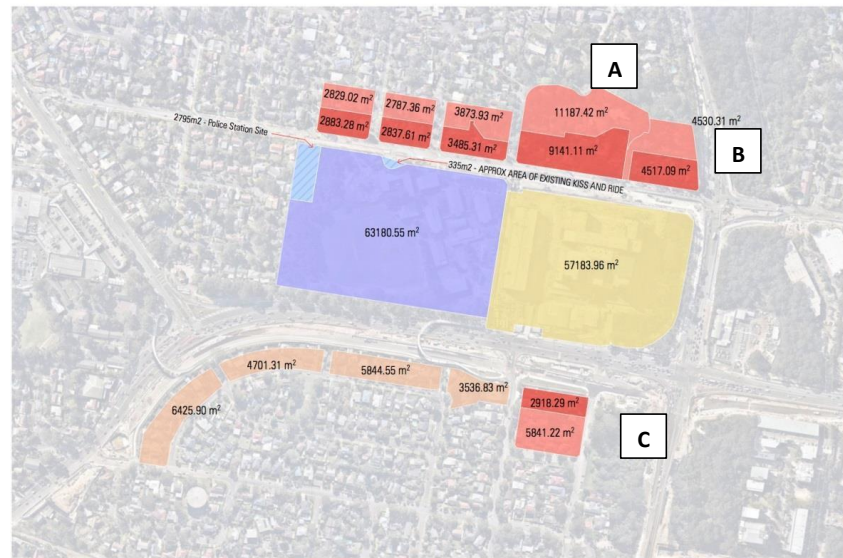 A
2829.02 m²
2787.36 m²
3873.93 m²
11187.42 m²
4530.31 m²
2795m2 - Police Station Site
2883.28 m²
2837.61 m²
3485.31 m²
9141.11 m²
B
4517.09 m²
335m2 - APPROX AREA OF EXISTING KISS AND RIDE
63180.55 m²
57183.96 m²
4701.31 m²
5844.55 m²
3536.83 m²
6425.90 m²
2918.29 m²
5841.22 m²
C